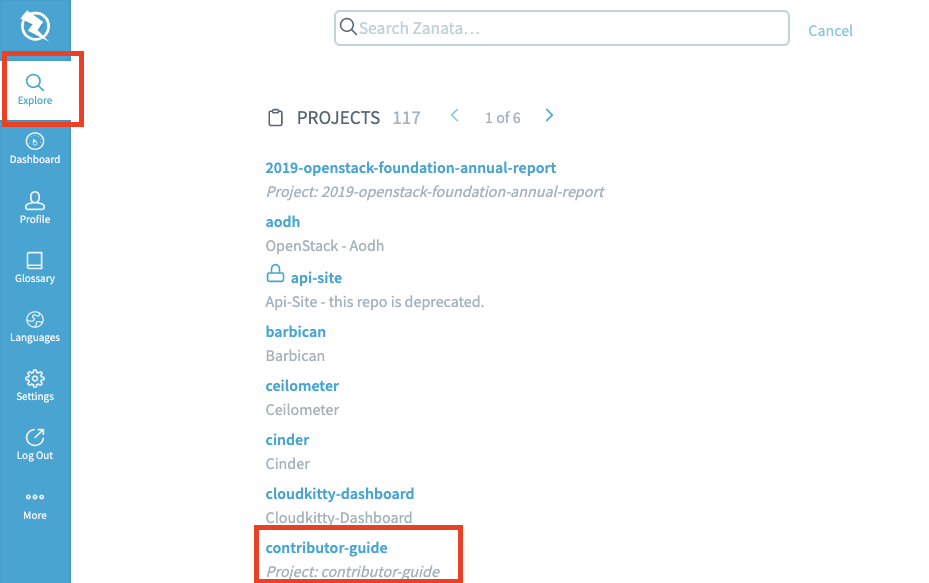 Search Zanata…
Cancel
Explore
Dashboard
Profile
Glossary
Languages
Settings
Log Out
More
PROJECTS 117 1 of 6
2019-openstack-foundation-annual-report
Project: 2019-openstack-foundation-annual-report
aodh
OpenStack - Aodh
api-site
Api-Site - this repo is deprecated.
barbican
Barbican
ceilometer
Ceilometer
cinder
Cinder
cloudkitty-dashboard
Cloudkitty-Dashboard
contributor-guide
Project: contributor-guide